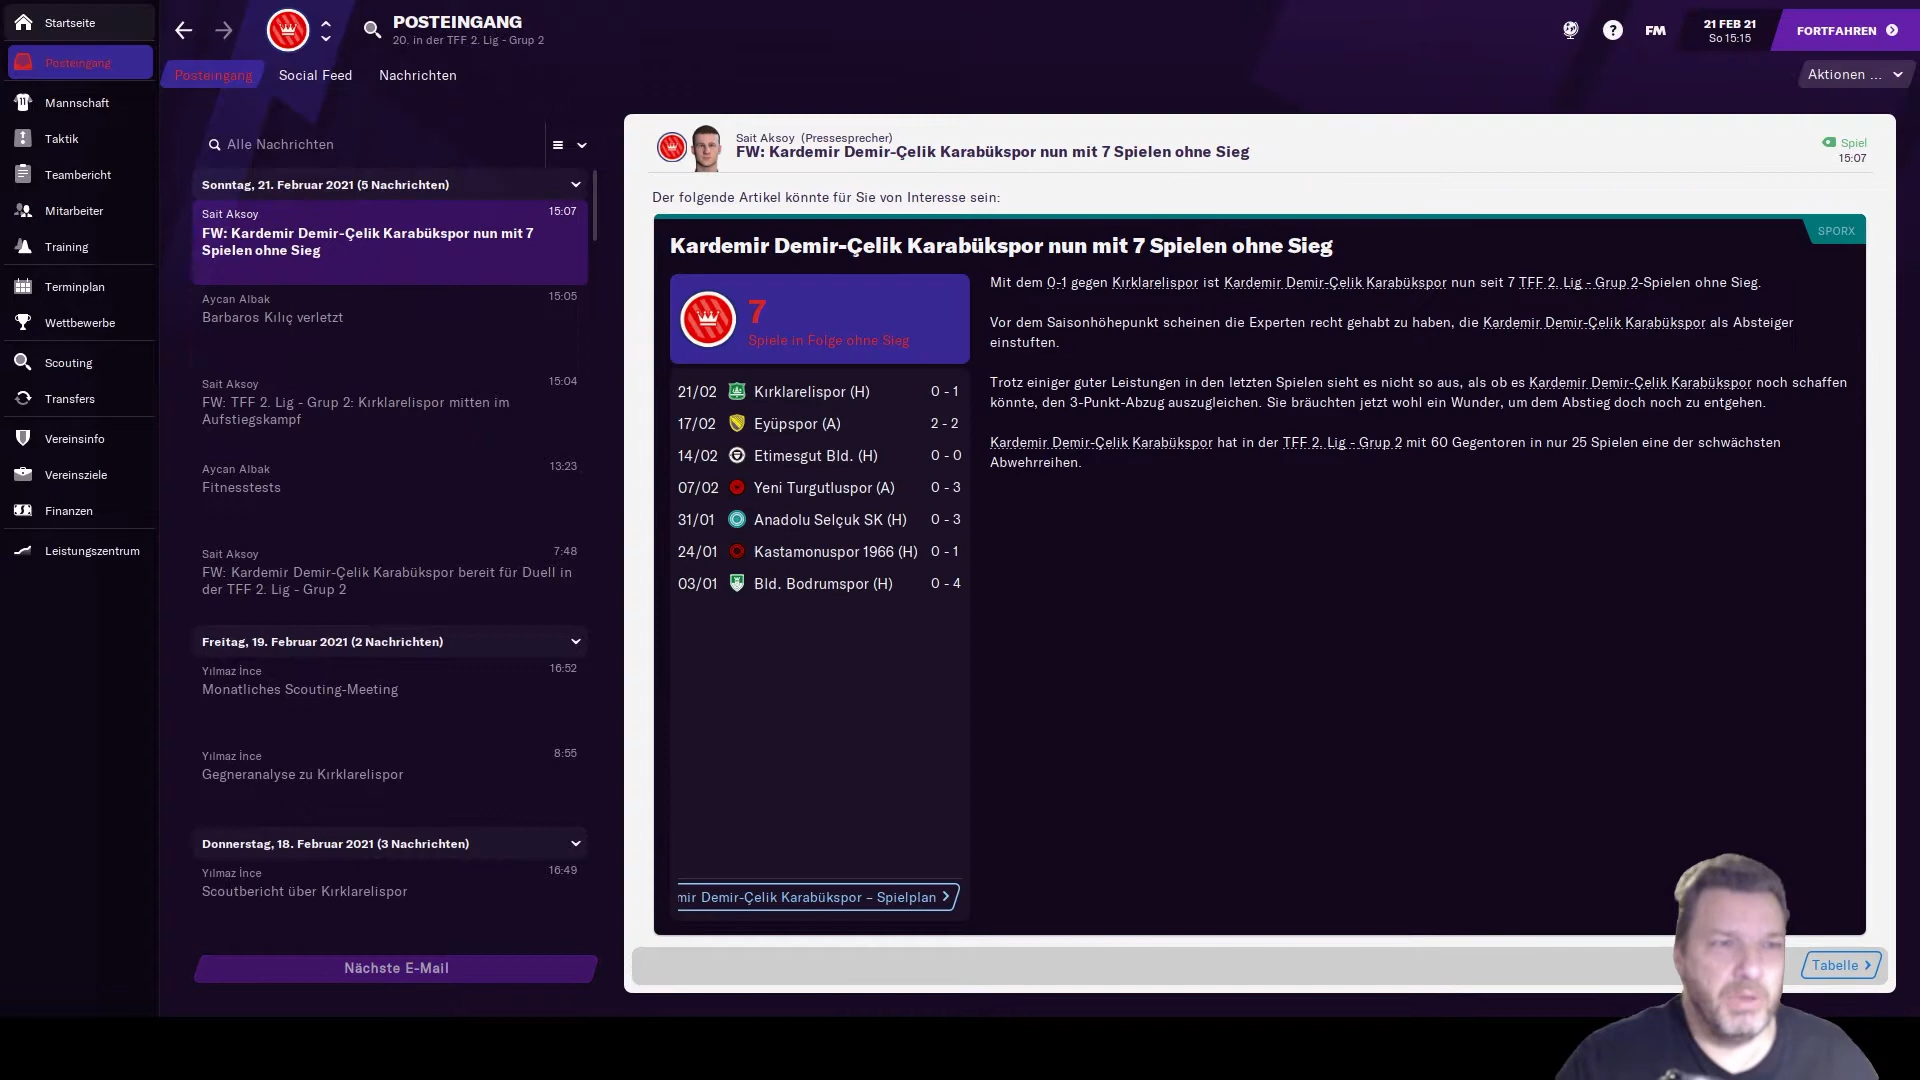 Startseite
Posteingang
Mannschaft
Taktik
Teambericht
Mitarbeiter
Training
Terminplan
Wettbewerbe
Scouting
Transfers
Vereinsinfo
Vereinsziele
Finanzen
Leistungszentrum
POSTEINGANG
20. in der TFF 2. Lig - Grup 2
FM
21 FEB 21
So 15:15
FORTFAHREN
Posteingang
Social Feed
Nachrichten
Aktionen ...
Alle Nachrichten
Sonntag, 21. Februar 2021 (5 Nachrichten)
Sait Aksoy 15:07
FW: Kardemir Demir-Çelik Karabükspor nun mit 7
Spielen ohne Sieg
Aycan Albak 15:05
Barbaros Kılıç verletzt
Sait Aksoy 15:04
FW: TFF 2. Lig - Grup 2: Kırklarelispor mitten im
Aufstiegskampf
Aycan Albak 13:23
Fitnesstests
Sait Aksoy 7:48
FW: Kardemir Demir-Çelik Karabükspor bereit für Duell in
der TFF 2. Lig - Grup 2
Freitag, 19. Februar 2021 (2 Nachrichten)
Yılmaz İnce 16:52
Monatliches Scouting-Meeting
Yılmaz İnce 8:55
Gegneranalyse zu Kırklarelispor
Donnerstag, 18. Februar 2021 (3 Nachrichten)
Yılmaz İnce 16:49
Scoutbericht über Kırklarelispor
Nächste E-Mail
Sait Aksoy (Pressesprecher)
FW: Kardemir Demir-Çelik Karabükspor nun mit 7 Spielen ohne Sieg
Spiel
15:07
Der folgende Artikel könnte für Sie von Interesse sein:
SPORX
Kardemir Demir-Çelik Karabükspor nun mit 7 Spielen ohne Sieg
7
Spiele in Folge ohne Sieg
21/02 Kırklarelispor (H) 0 - 1
17/02 Eyüpspor (A) 2 - 2
14/02 Etimesgut Bld. (H) 0 - 0
07/02 Yeni Turgutluspor (A) 0 - 3
31/01 Anadolu Selçuk SK (H) 0 - 3
24/01 Kastamonuspor 1966 (H) 0 - 1
03/01 Bld. Bodrumspor (H) 0 - 4
mir Demir-Çelik Karabükspor – Spielplan
Mit dem 0-1 gegen Kırklarelispor ist Kardemir Demir-Çelik Karabükspor nun seit 7 TFF 2. Lig - Grup 2-Spielen ohne Sieg.
Vor dem Saisonhöhepunkt scheinen die Experten recht gehabt zu haben, die Kardemir Demir-Çelik Karabükspor als Absteiger
einstuften.
Trotz einiger guter Leistungen in den letzten Spielen sieht es nicht so aus, als ob es Kardemir Demir-Çelik Karabükspor noch schaffen
könnte, den 3-Punkt-Abzug auszugleichen. Sie bräuchten jetzt wohl ein Wunder, um dem Abstieg doch noch zu entgehen.
Kardemir Demir-Çelik Karabükspor hat in der TFF 2. Lig - Grup 2 mit 60 Gegentoren in nur 25 Spielen eine der schwächsten
Abwehrreihen.
Tabelle